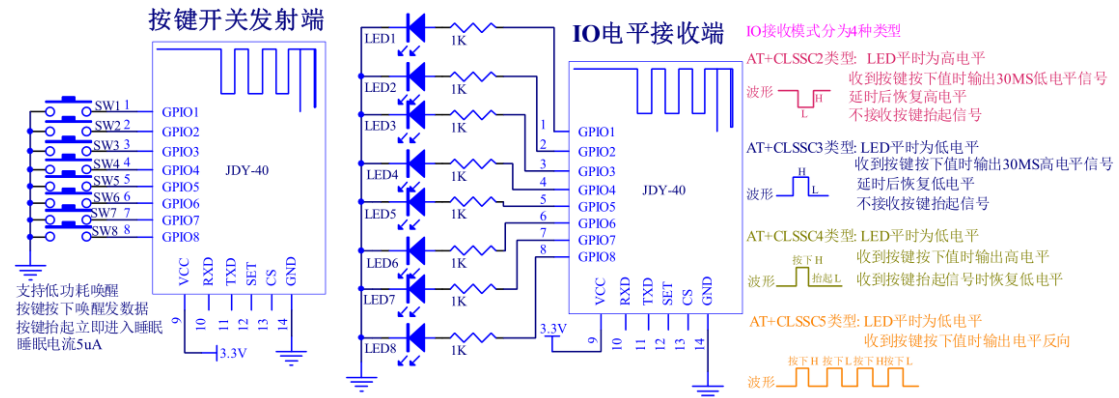 按键开关发射端
SW1 1 GPIO1
SW2 2 GPIO2
SW3 3 GPIO3
SW4 4 GPIO4
SW5 5 GPIO5
SW6 6 GPIO6
SW7 7 GPIO7
SW8 8 GPIO8
JDY-40
VCC RXD TXD SET CS GND
9 10 11 12 13 14
3.3V
支持低功耗唤醒
按键按下唤醒发数据
按键抬起立即进入睡眠
睡眠电流5uA
IO电平接收端
LED1 1K
LED2 1K
LED3 1K
LED4 1K
LED5 1K
LED6 1K
LED7 1K
LED8 1K
1 GPIO1
2 GPIO2
3 GPIO3
4 GPIO4
5 GPIO5
6 GPIO6
7 GPIO7
8 GPIO8
JDY-40
VCC RXD TXD SET CS GND
9 10 11 12 13 14
3.3V
IO接收模式分为4种类型
AT+CLSSC2类型: LED平时为高电平
收到按键按下值时输出30MS低电平信号
波形 H L
延时后恢复高电平
不接收按键抬起信号
AT+CLSSC3类型: LED平时为低电平
收到按键按下值时输出30MS高电平信号
波形 H L
延时后恢复低电平
不接收按键抬起信号
AT+CLSSC4类型: LED平时为低电平
收到按键按下值时输出高电平
波形 按下H 抬起L
收到按键抬起信号时恢复低电平
AT+CLSSC5类型: LED平时为低电平
收到按键按下值时输出电平反向
按下H 按下L 按下H 按下L
波形